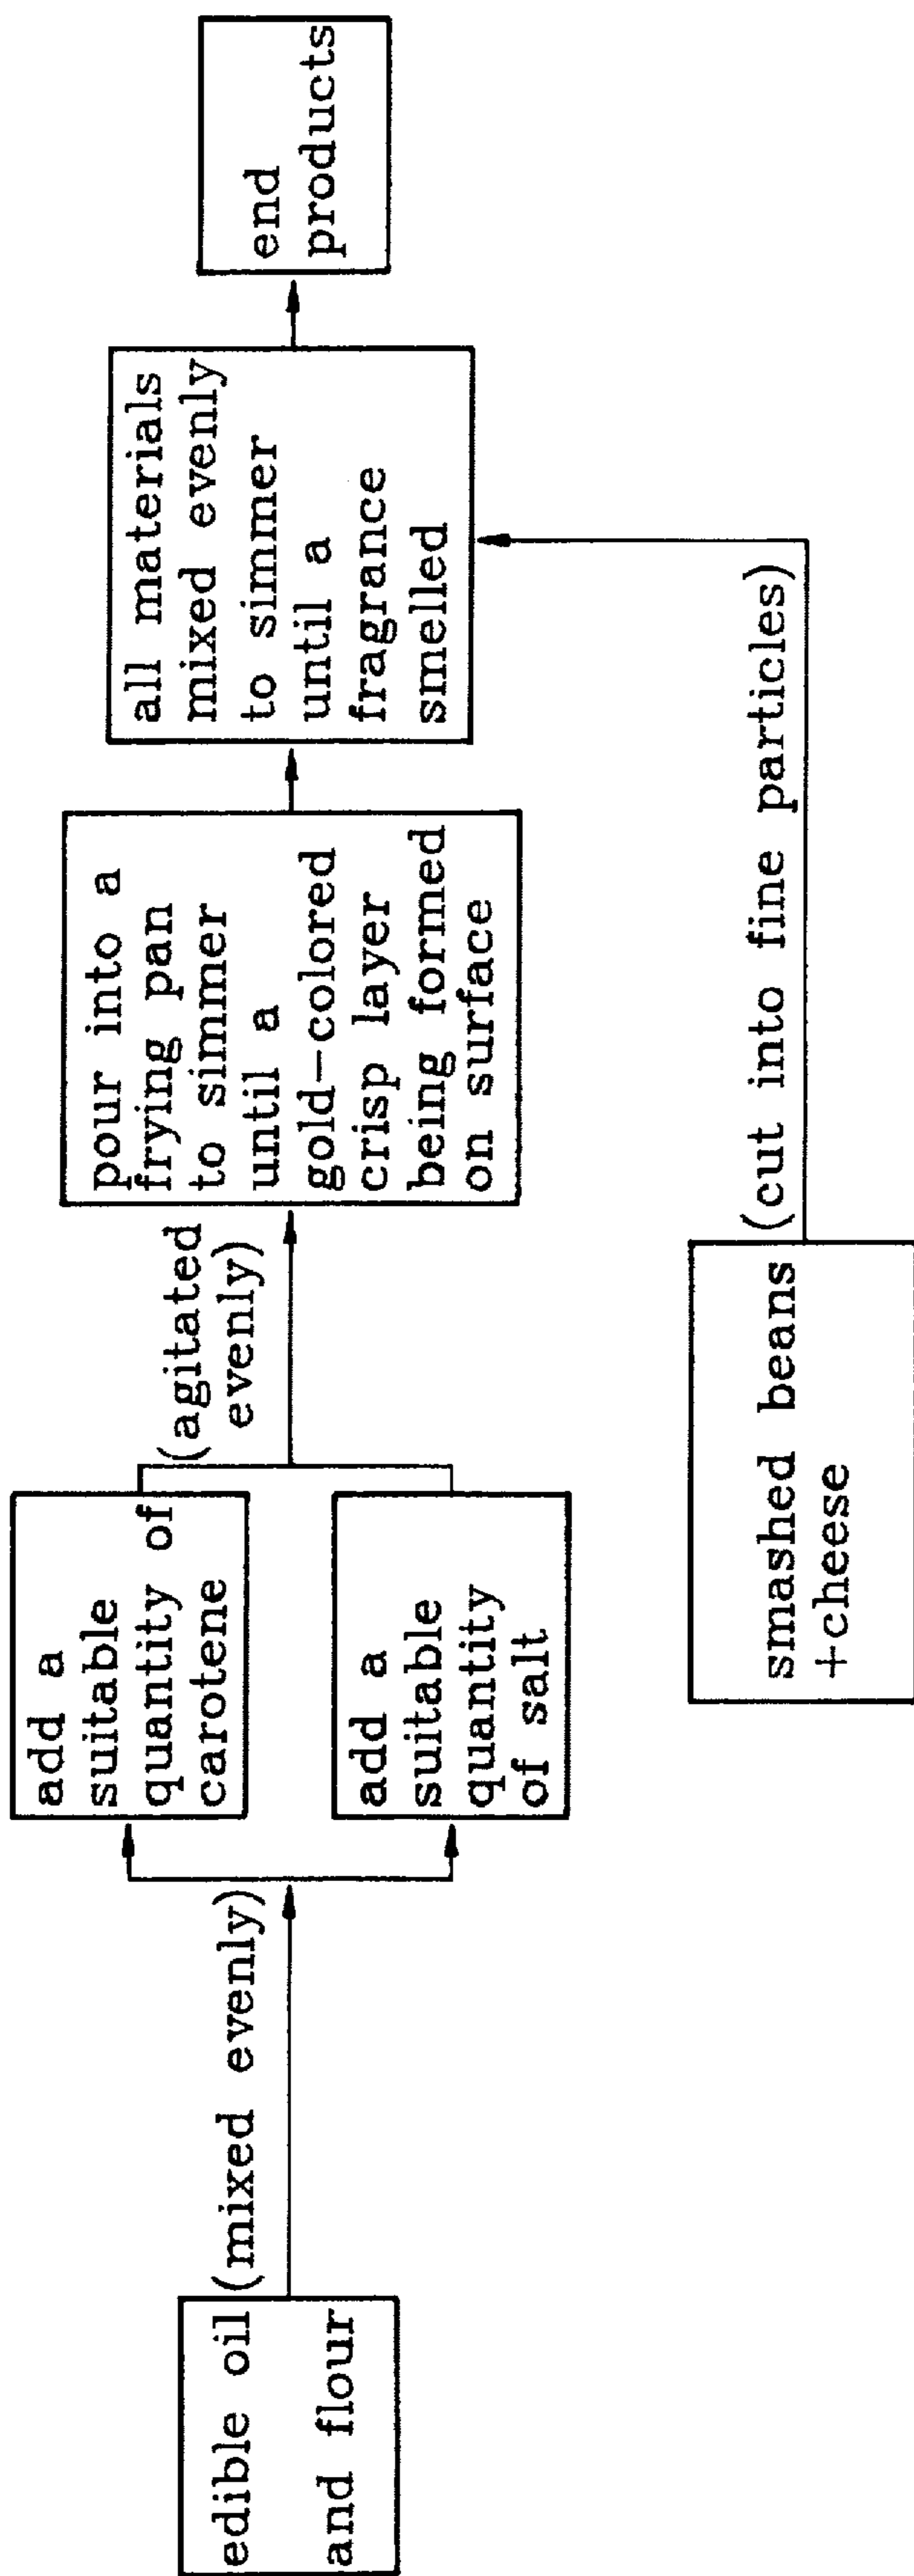 edible oil
and flour
(mixed evenly)
add a
suitable
quantity of
carotene
add a
suitable
quantity
of salt
(agitated
evenly)
pour into a
frying pan
to simmer
until a
gold-colored
crisp layer
being formed
on surface
all materials
mixed evenly
to simmer
until a
fragrance
smelled
end
products
smashed beans
+cheese
(cut into fine particles)